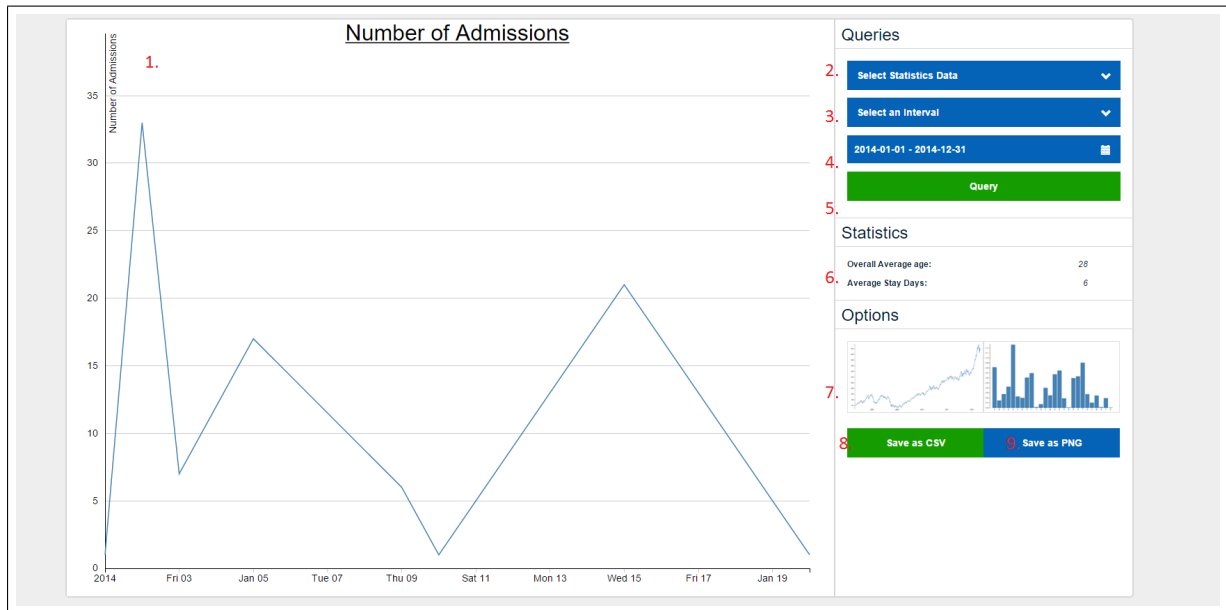 Number of Admissions
Number of Admissions
1.
35
30
25
20
15
10
5
0
2014 Fri 03 Jan 05 Tue 07 Thu 09 Sat 11 Mon 13 Wed 15 Fri 17 Jan 19
Queries
2. Select Statistics Data
3. Select an Interval
4. 2014-01-01 - 2014-12-31
Query
5.
Statistics
Overall Average age: 28
6.
Average Stay Days: 6
Options
7.
8. Save as CSV 9. Save as PNG